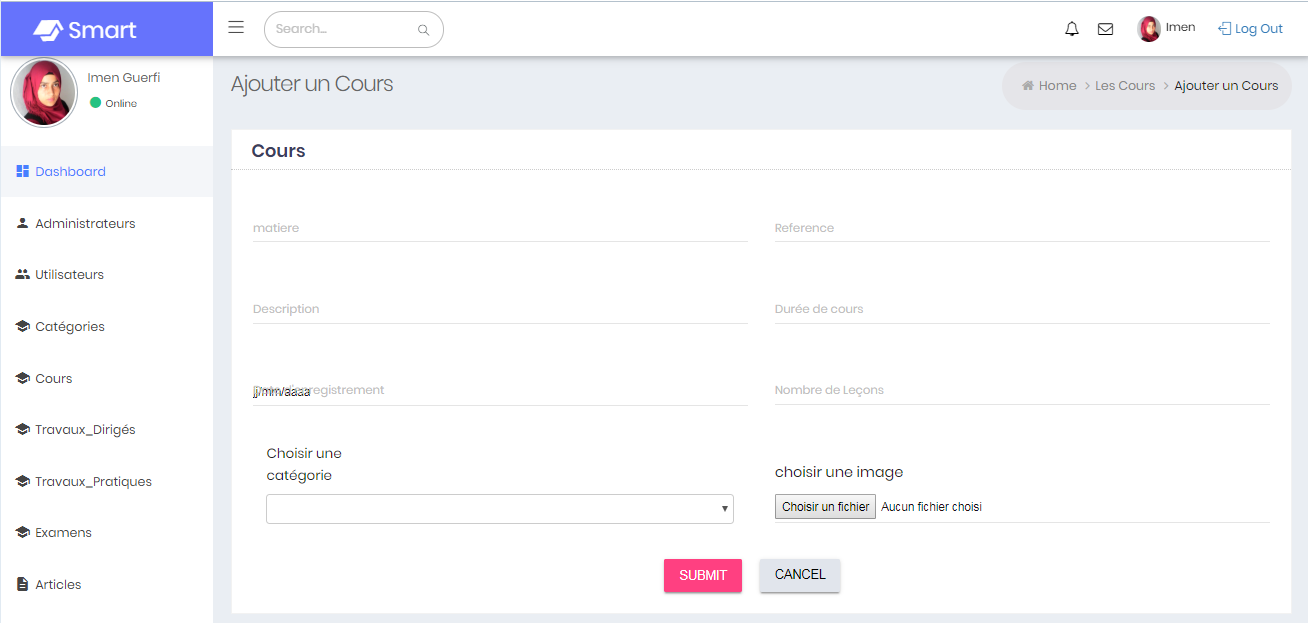 Smart
Search...
Imen
Log Out
Imen Guerfi
Online
Ajouter un Cours
Home > Les Cours > Ajouter un Cours
Dashboard
Administrateurs
Utilisateurs
Catégories
Cours
Travaux_Dirigés
Travaux_Pratiques
Examens
Articles
Cours
matiere
Reference
Description
Durée de cours
jj/mm/aaaa
Nombre de Leçons
Choisir une
catégorie
choisir une image
Choisir un fichier Aucun fichier choisi
SUBMIT
CANCEL